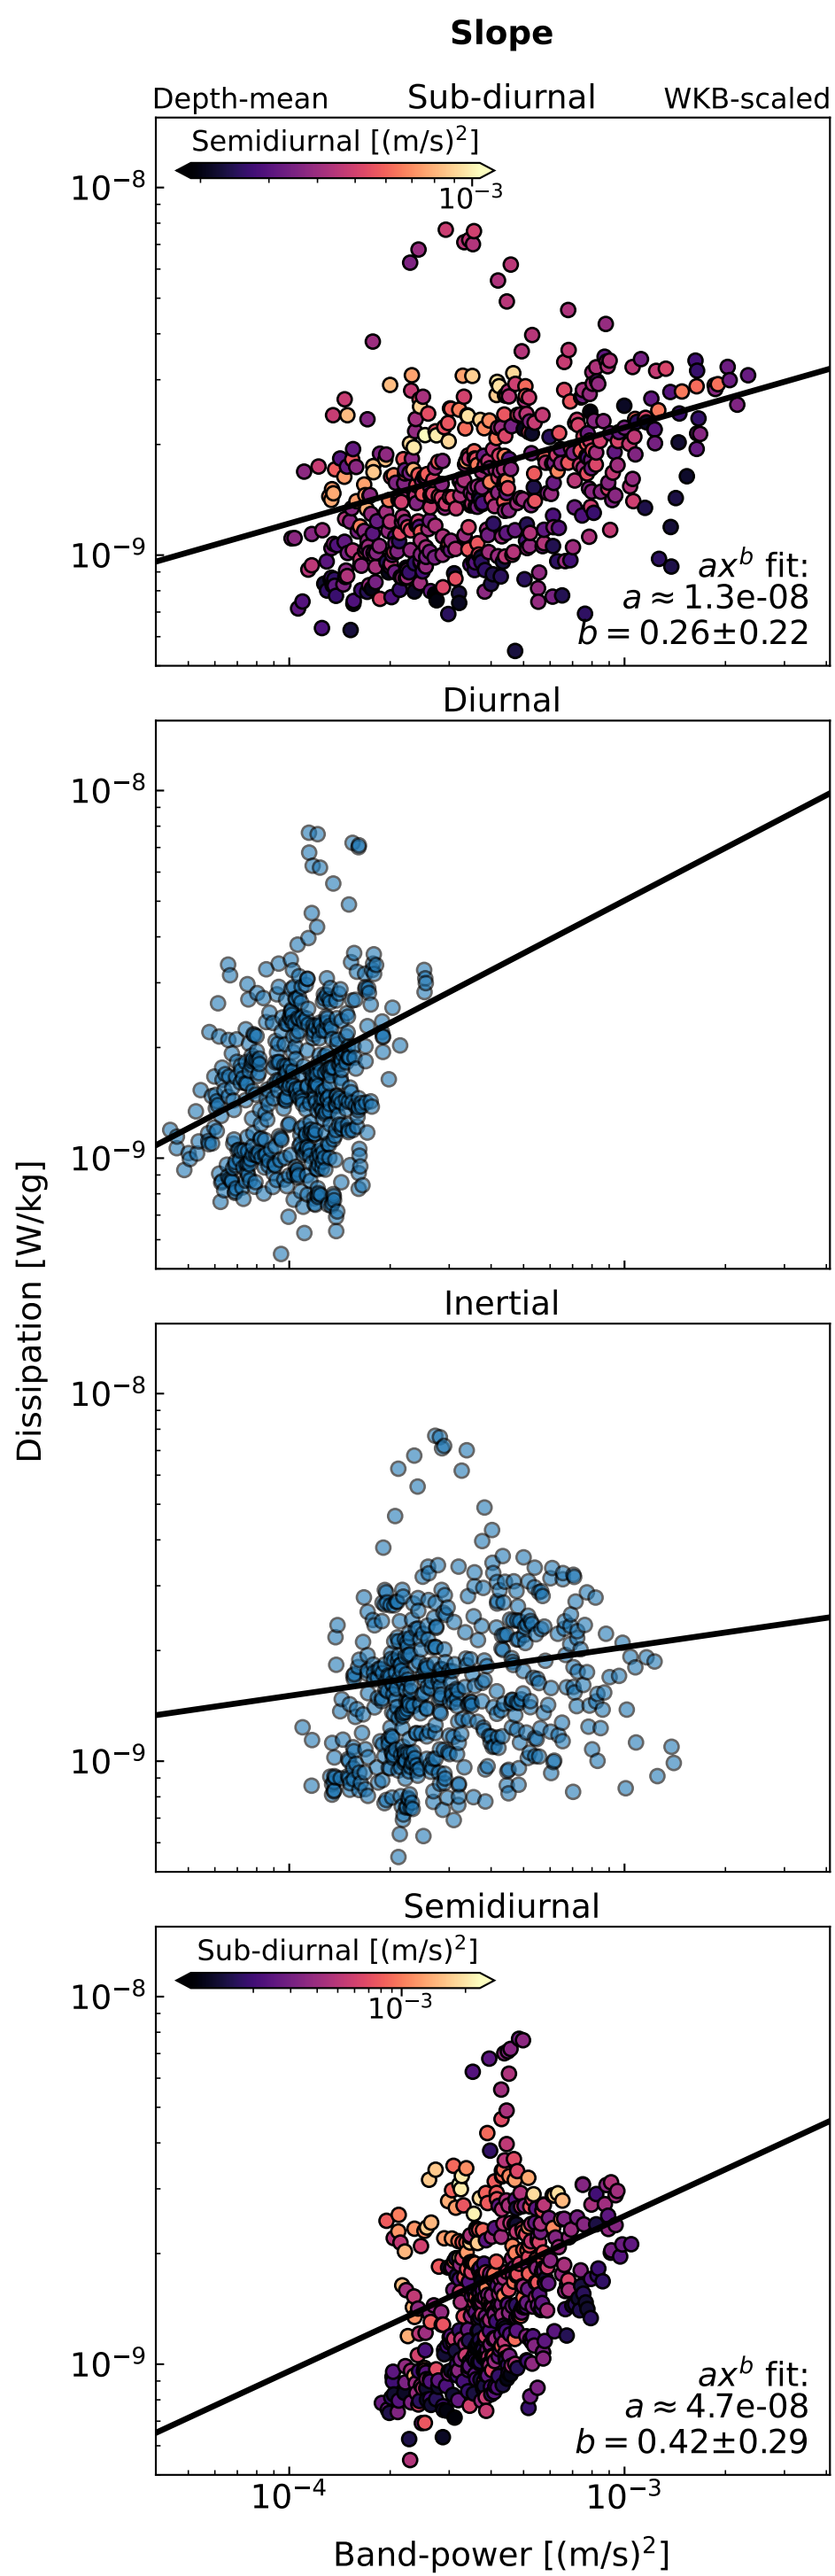 Slope
Depth-mean Sub-diurnal WKB-scaled
Semidiurnal [(m/s)²]
10⁻³
10⁻⁸
10⁻⁹
axᵇ fit:
a ≈ 1.3e-08
b = 0.26±0.22
Diurnal
10⁻⁸
10⁻⁹
Dissipation [W/kg]
Inertial
10⁻⁸
10⁻⁹
Semidiurnal
Sub-diurnal [(m/s)²]
10⁻³
10⁻⁸
10⁻⁹
axᵇ fit:
a ≈ 4.7e-08
b = 0.42±0.29
10⁻⁴ 10⁻³
Band-power [(m/s)²]